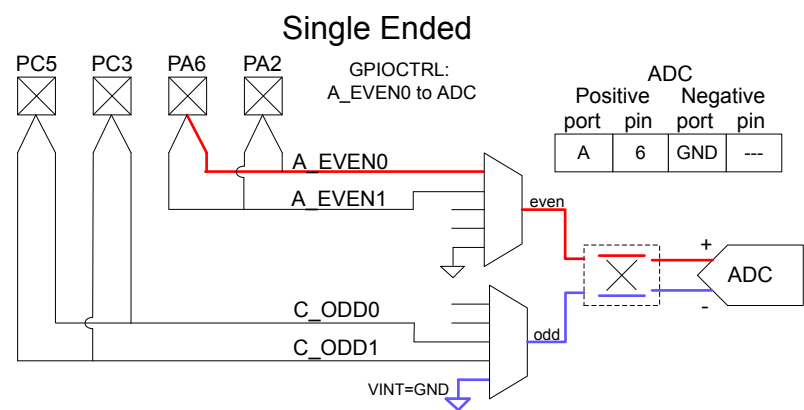 Single Ended
PC5 PC3 PA6 PA2
GPIOCTRL:
A_EVEN0 to ADC
ADC
Positive Negative
port pin port pin
A 6 GND ---
A_EVEN0
A_EVEN1
even
+
ADC
-
C_ODD0
odd
C_ODD1
VINT=GND